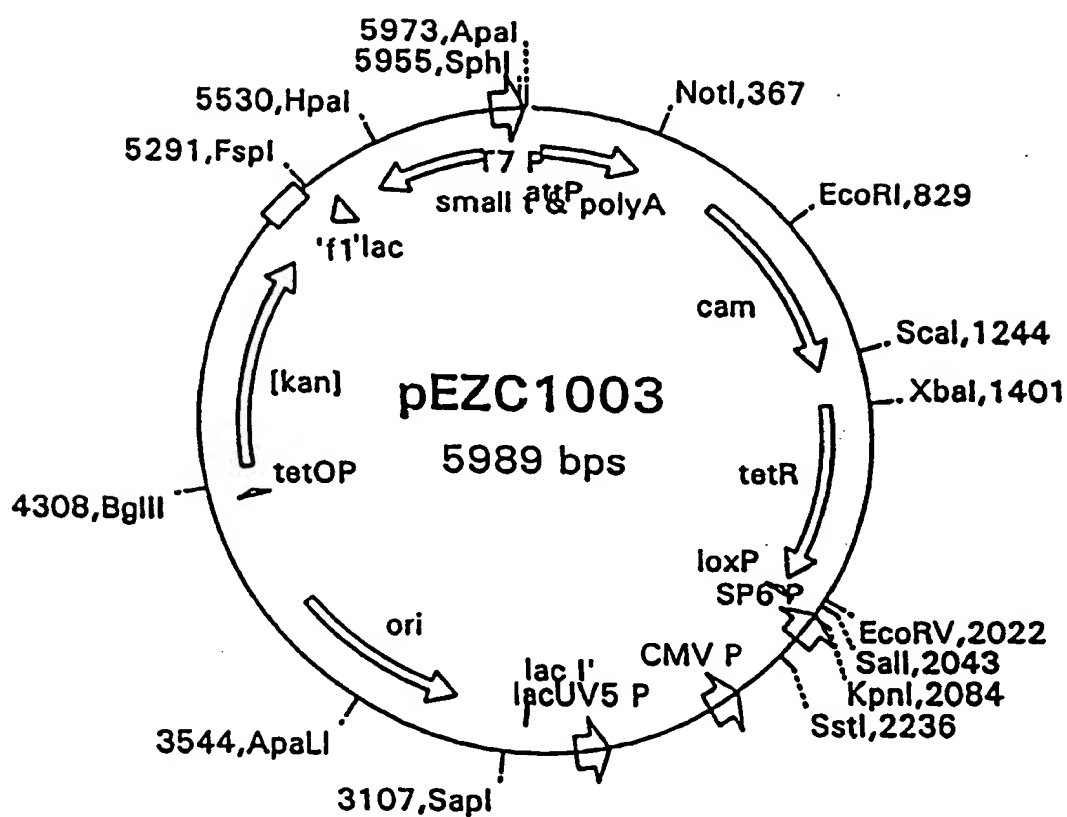 5973,ApaI
5955,SphI
5530,HpaI
NotI,367
5291,FspI
T7 P
attP
small t & polyA
EcoRI,829
'f1'lac
cam
ScaI,1244
[kan]
pEZC1003
XbaI,1401
5989 bps
tetOP
tetR
4308,BglII
loxP
SP6 P
ori
EcoRV,2022
CMV P
SalI,2043
lac I'
lacUV5 P
KpnI,2084
SstI,2236
3544,ApaLI
3107,SapI